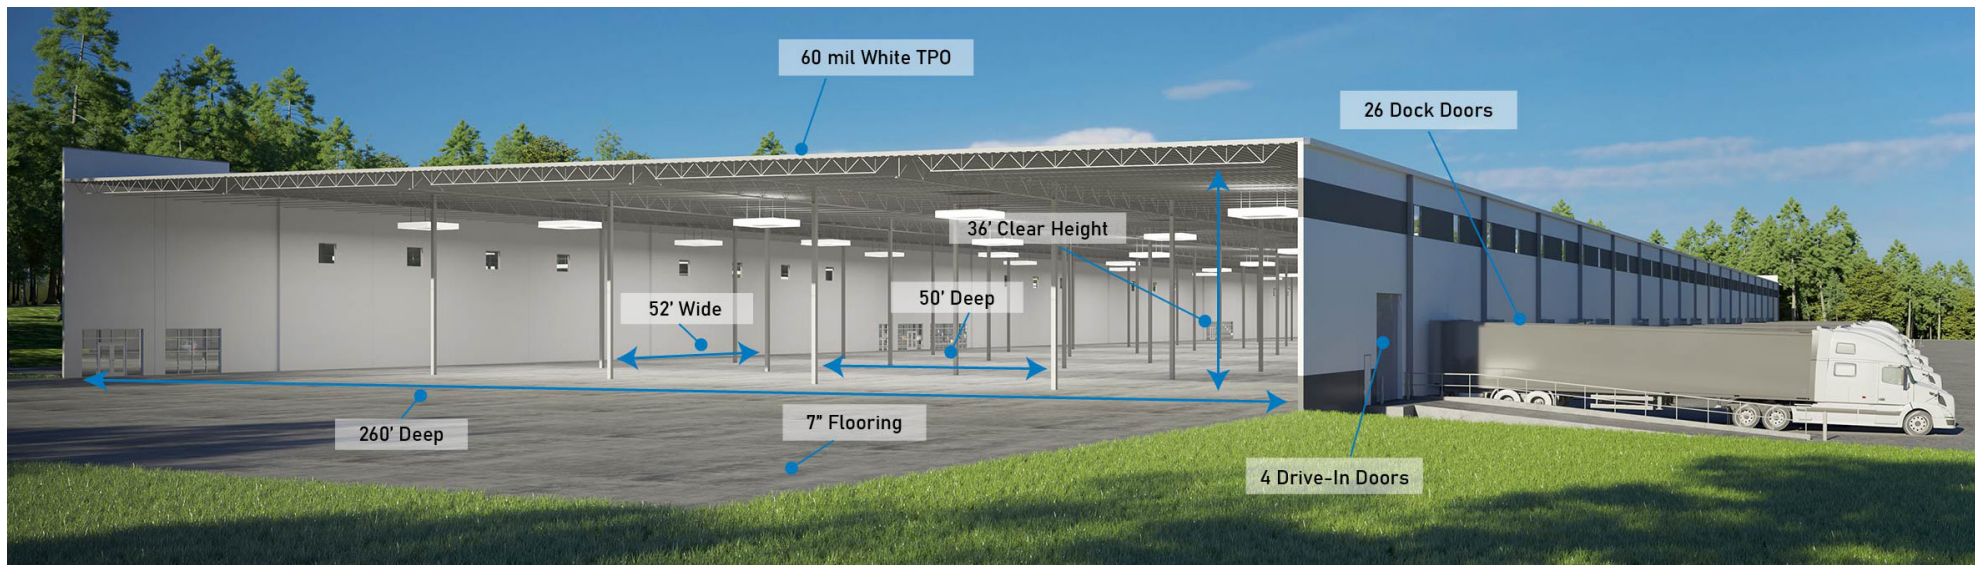 60 mil White TPO
26 Dock Doors
36’ Clear Height
50’ Deep
52’ Wide
7” Flooring
260’ Deep
4 Drive-In Doors